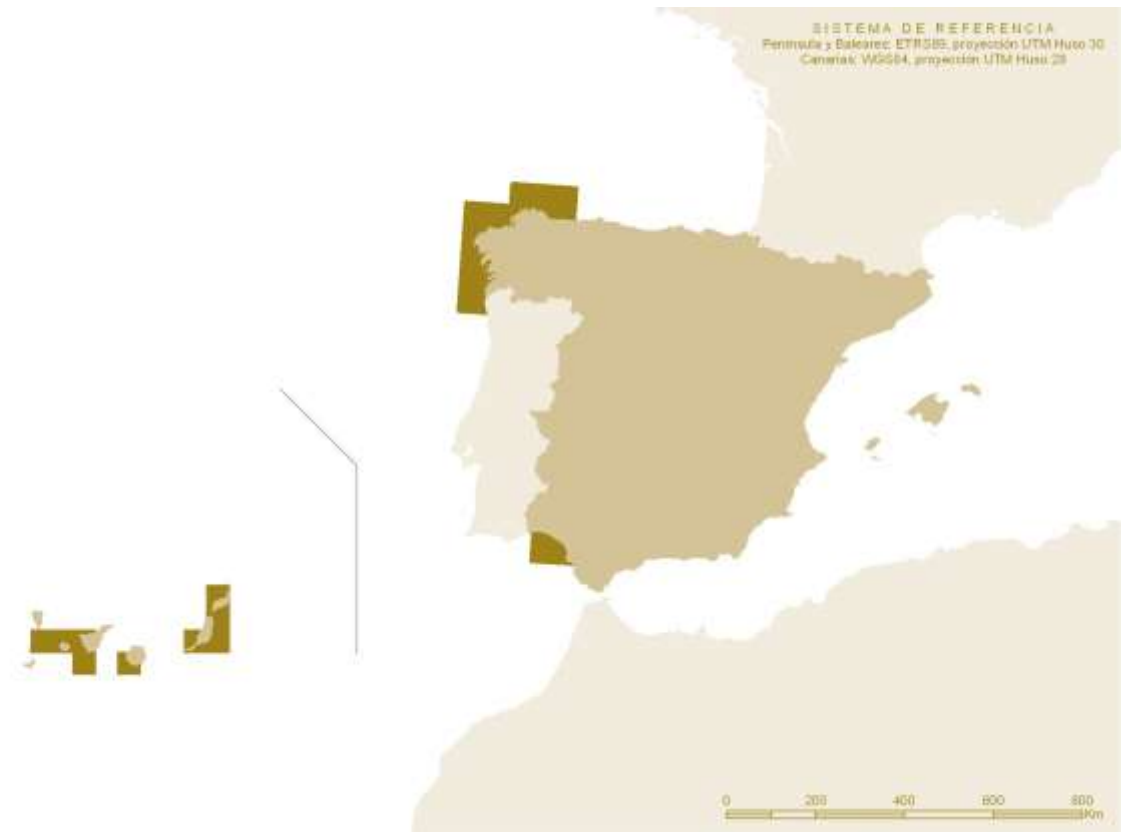 SISTEMA DE REFERENCIA
Península y Baleares: ETRS89, proyección UTM Huso 30
Canarias: WGS84, proyección UTM Huso 28
0 200 400 600 800
Km